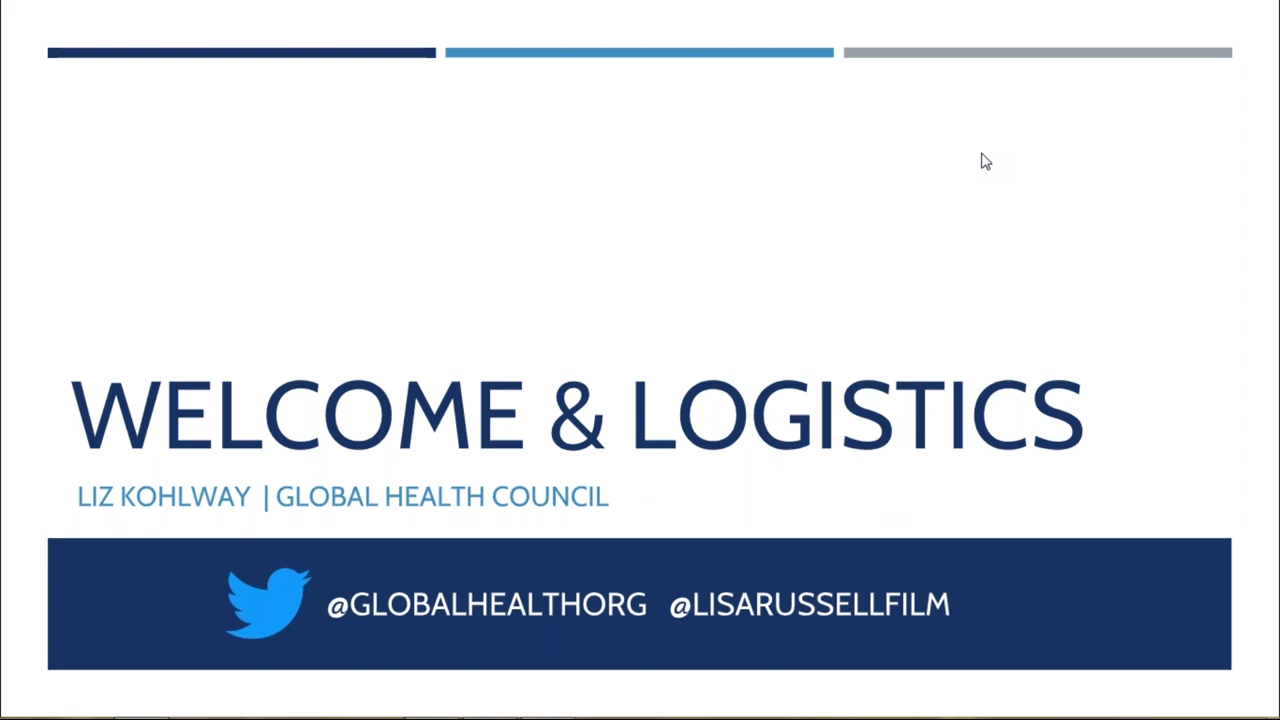 WELCOME & LOGISTICS
LIZ KOHLWAY | GLOBAL HEALTH COUNCIL
@GLOBALHEALTHORG @LISARUSSELLFILM